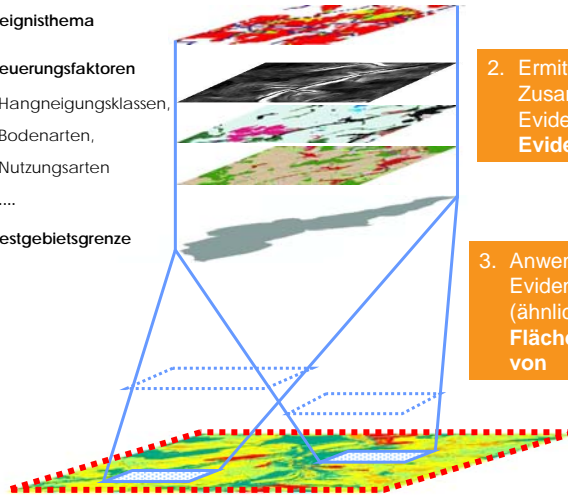 eignisthema
euerungsfaktoren
Hangneigungsklassen,
Bodenarten,
Nutzungsarten
....
estgebietsgrenze
2. Ermit
Zusar
Evide
Evide
3. Anwer
Evider
(ähnlic
Fläche
von